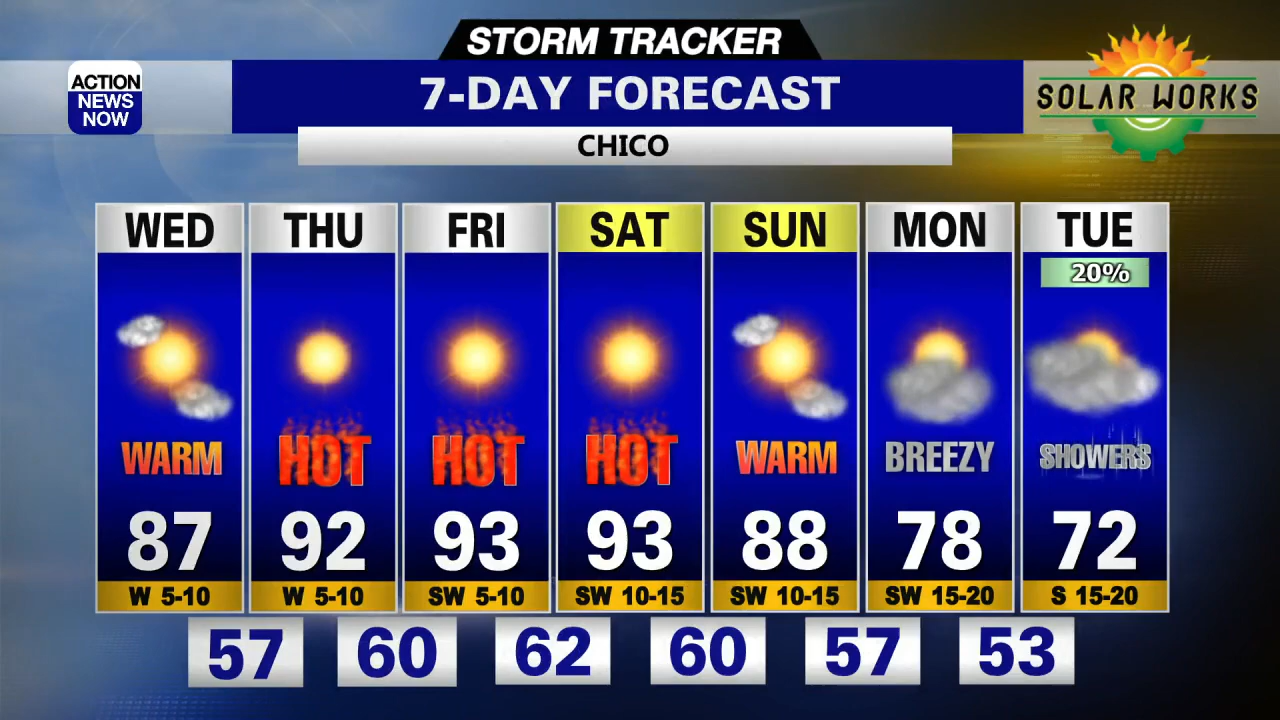 STORM TRACKER
ACTION
NEWS
NOW
7-DAY FORECAST
SOLAR WORKS
CHICO
WED THU FRI SAT SUN MON TUE
20%
WARM HOT HOT HOT WARM BREEZY SHOWERS
87 92 93 93 88 78 72
W 5-10 W 5-10 SW 5-10 SW 10-15 SW 10-15 SW 15-20 S 15-20
57 60 62 60 57 53